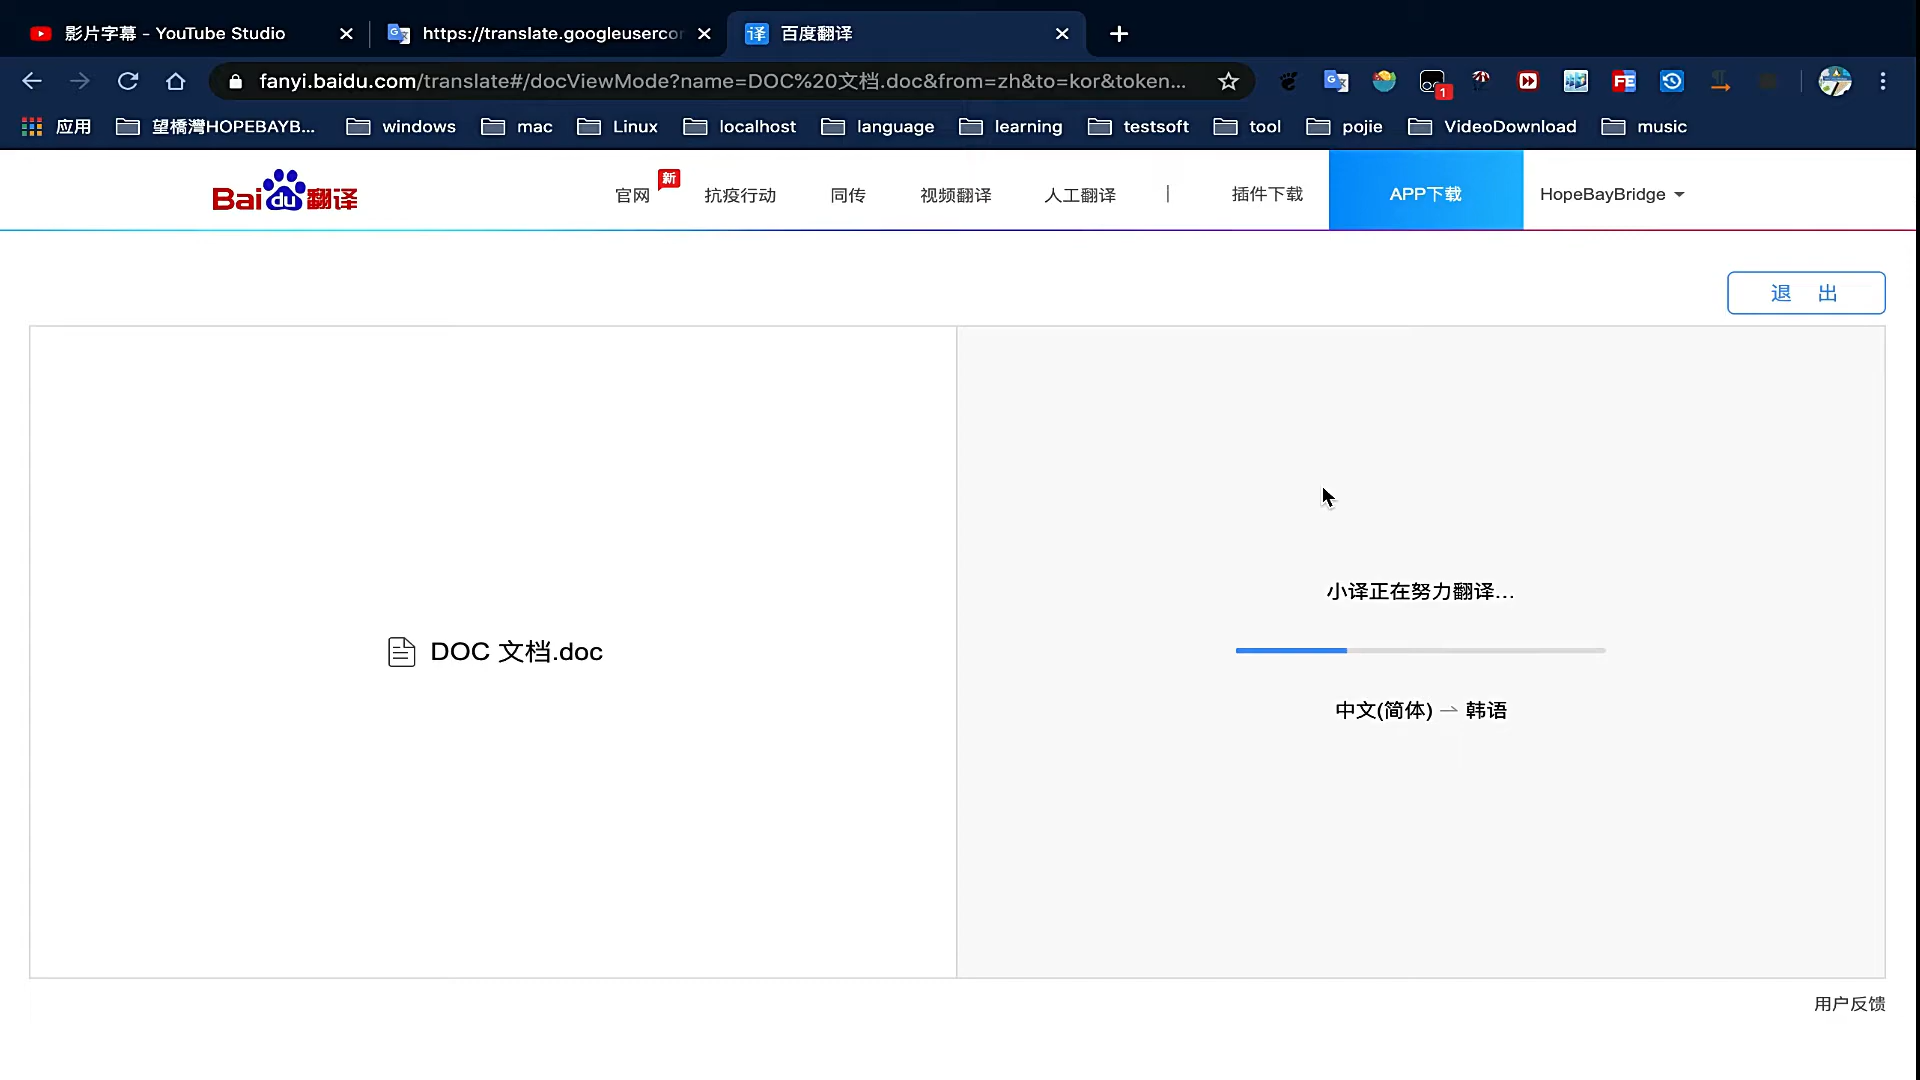 影片字幕 - YouTube Studio
https://translate.googleusercor
译 百度翻译
fanyi.baidu.com/translate#/docViewMode?name=DOC%20文档.doc&from=zh&to=kor&token...
1
FE
应用 望橋灣HOPEBAYB... windows mac Linux localhost language learning testsoft tool pojie VideoDownload music
Bai du 翻译
官网 新 抗疫行动 同传 视频翻译 人工翻译 | 插件下载 APP下载 HopeBayBridge
退 出
DOC 文档.doc
小译正在努力翻译...
中文(简体) → 韩语
用户反馈